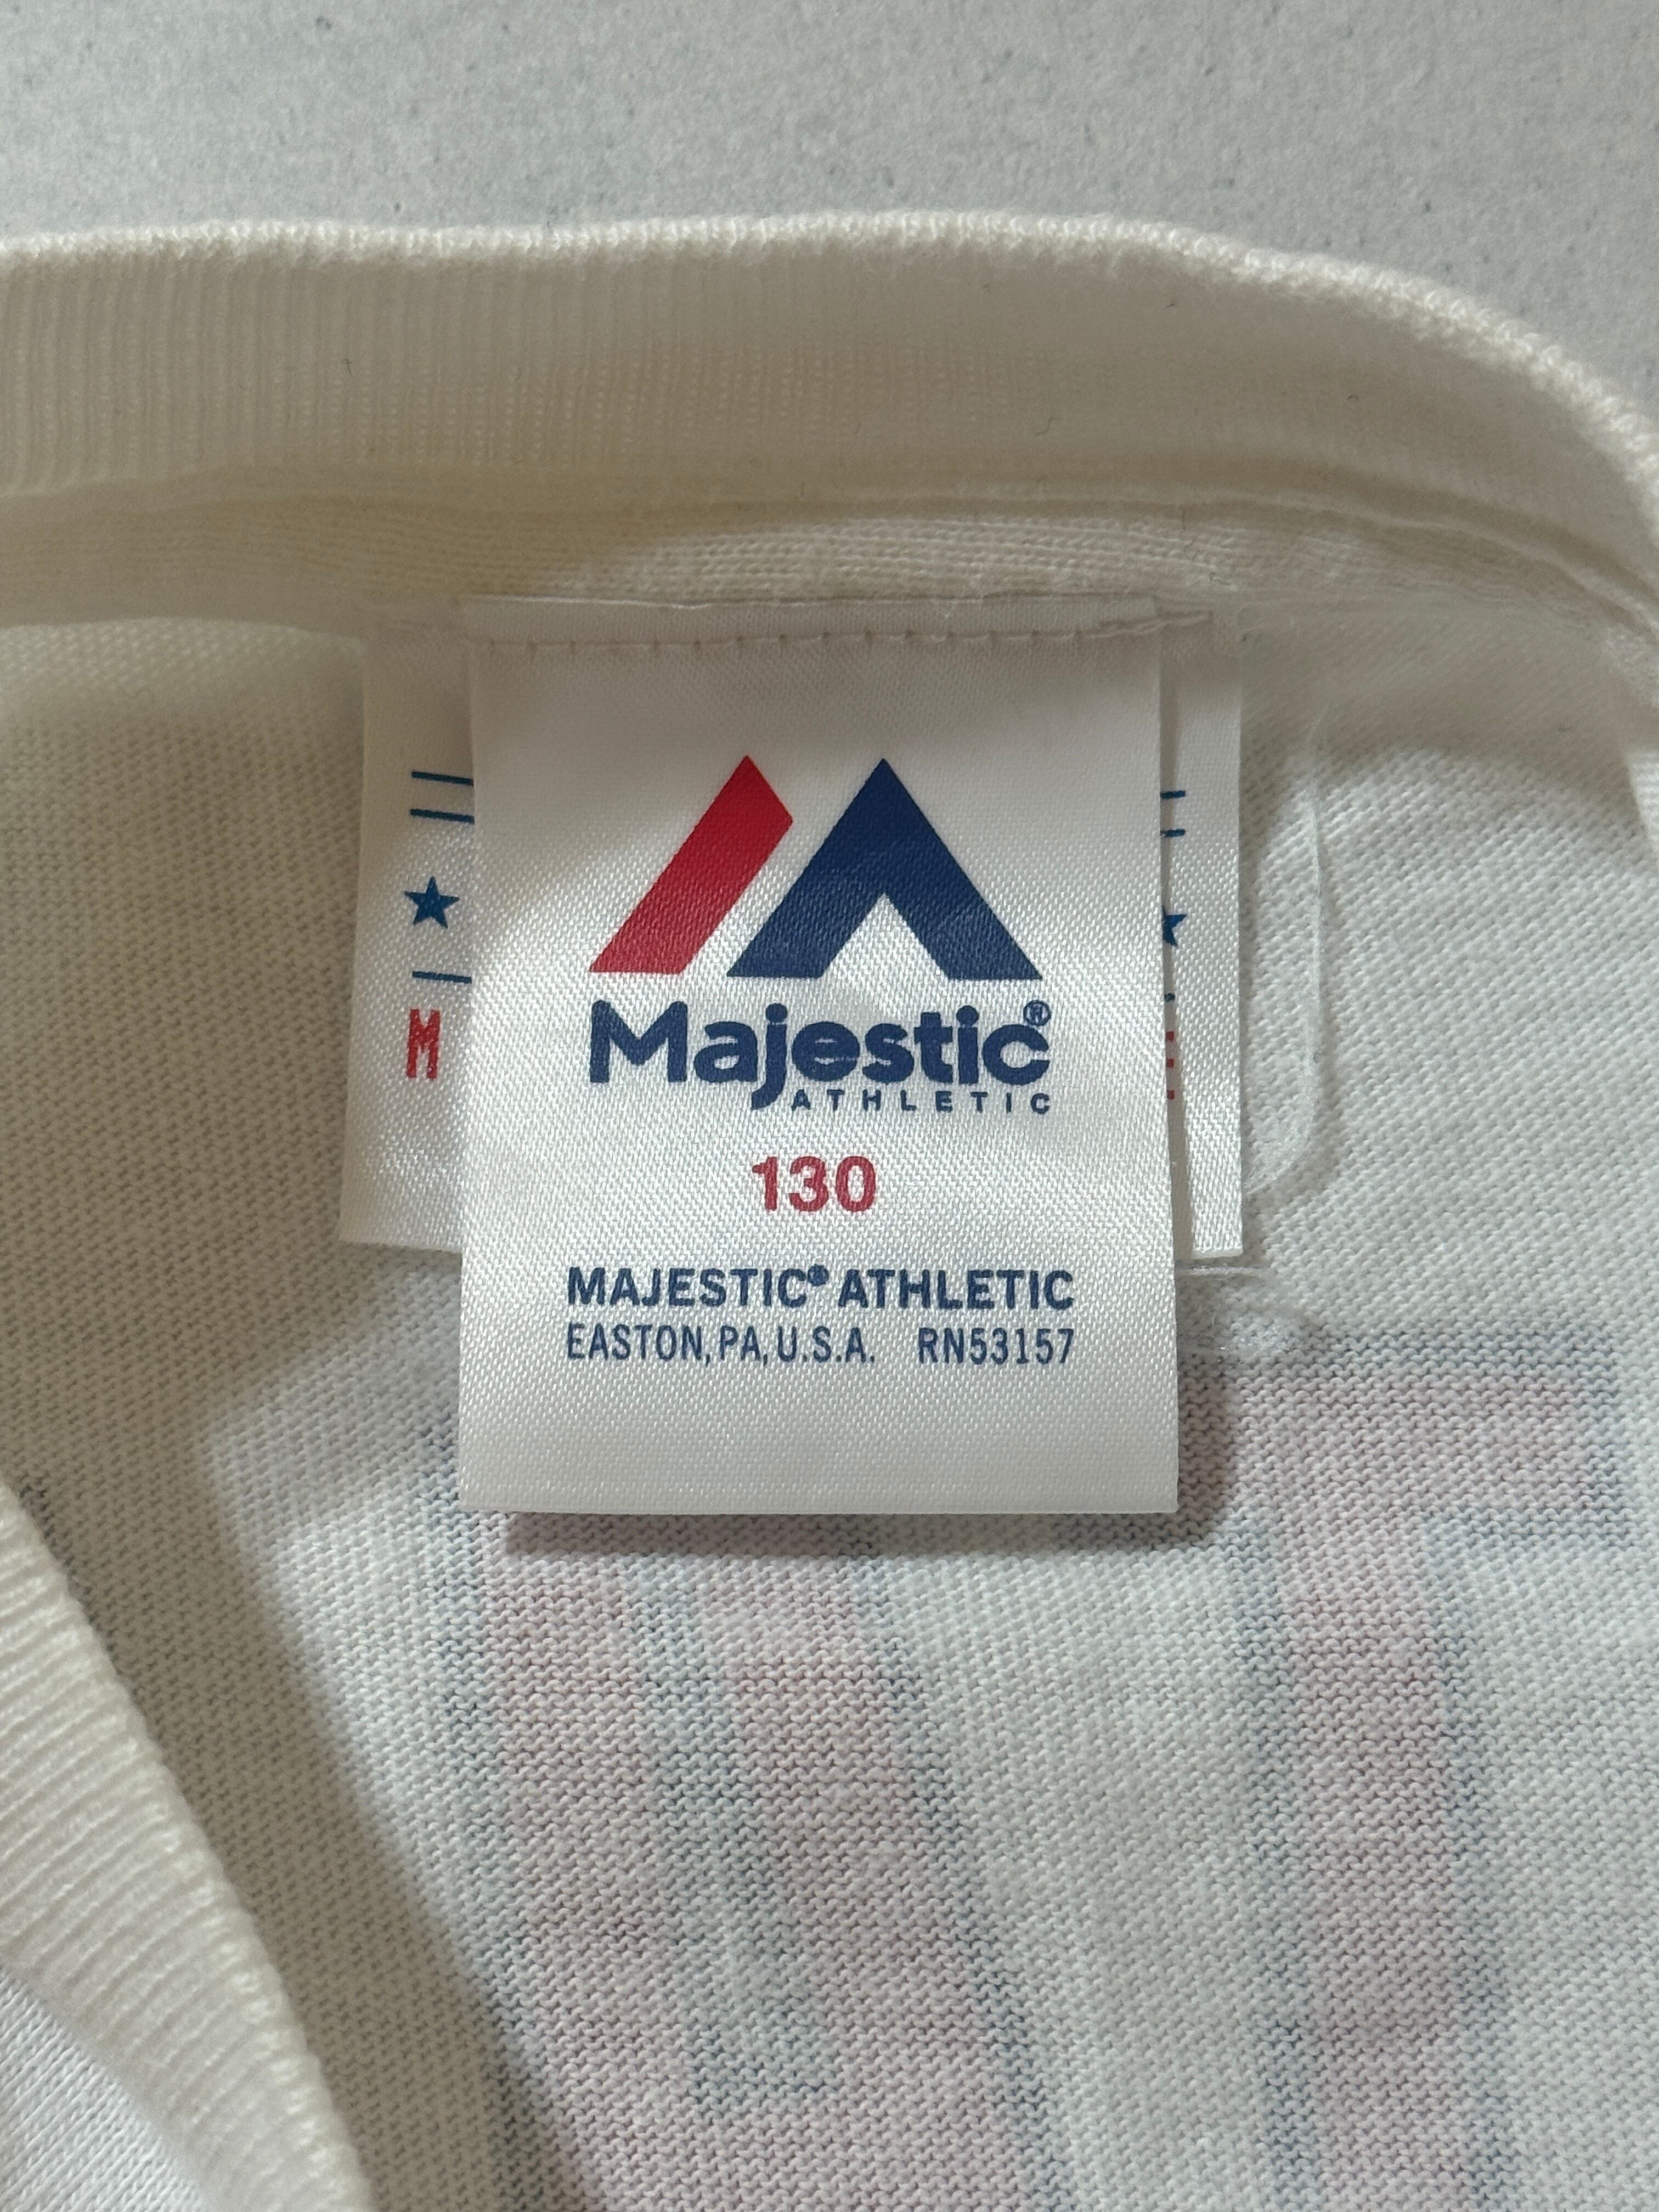 Majestic®
ATHLETIC
130
MAJESTIC® ATHLETIC
EASTON, PA, U.S.A. RN53157
M